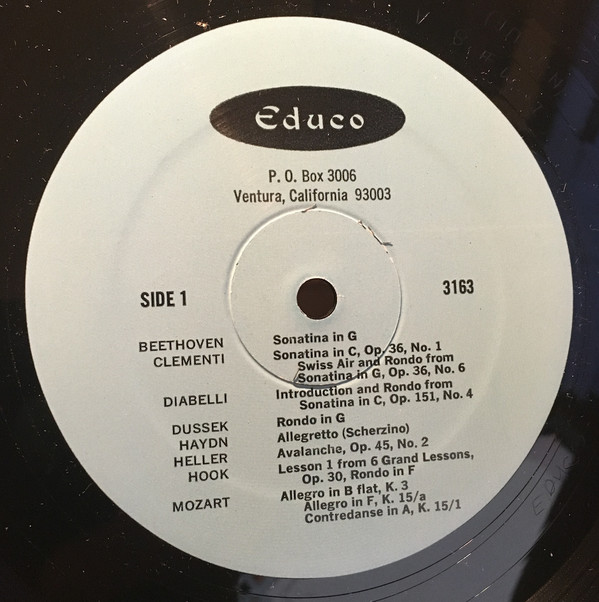 Educo
P. O. Box 3006
Ventura, California 93003
SIDE 1
3163
BEETHOVEN Sonatina in G
CLEMENTI Sonatina in C, Op. 36, No. 1
Swiss Air and Rondo from
Sonatina in G, Op. 36, No. 6
DIABELLI Introduction and Rondo from
Sonatina in C, Op. 151, No. 4
DUSSEK Rondo in G
HAYDN Allegretto (Scherzino)
HELLER Avalanche, Op. 45, No. 2
HOOK Lesson 1 from 6 Grand Lessons,
Op. 30, Rondo in F
MOZART Allegro in B flat, K. 3
Allegro in F, K. 15/a
Contredanse in A, K. 15/1